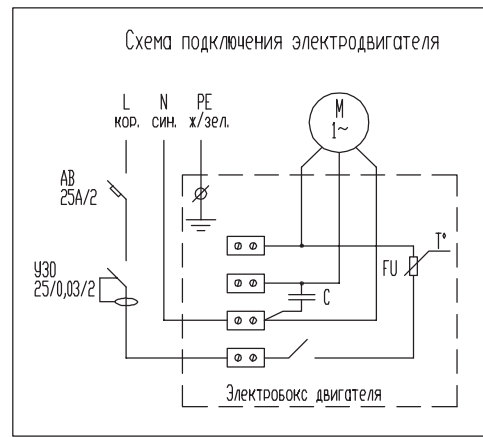 Схема подключения электродвигателя
L N PE
кор. син. ж/зел.
M
1~
АВ
25А/2
УЗО
25/0,03/2
T°
FU
C
Электробокс двигателя